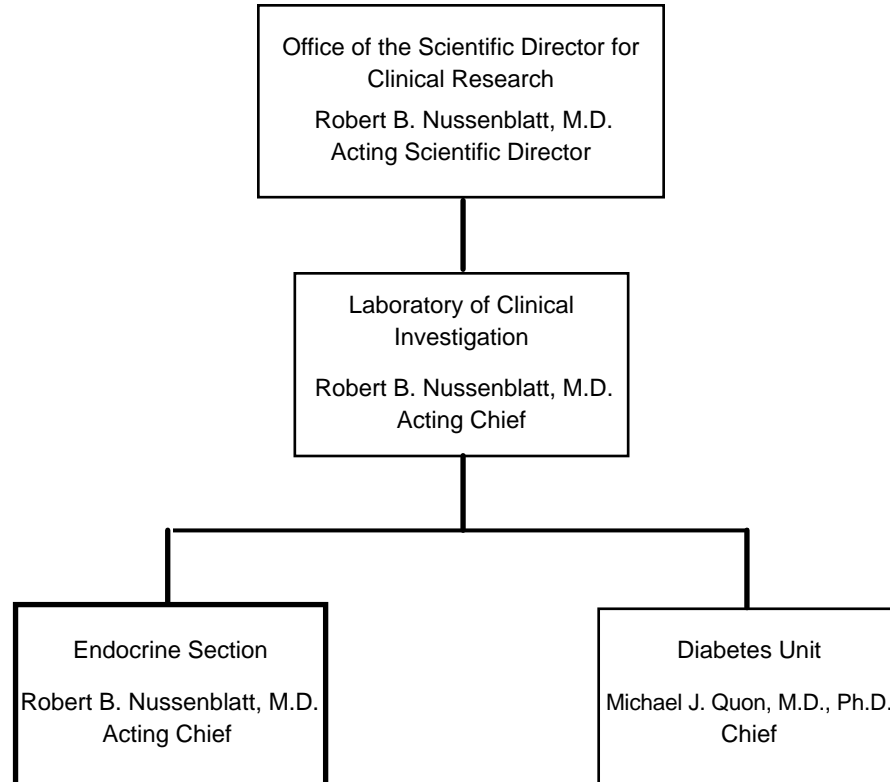 Office of the Scientific Director for
Clinical Research
Robert B. Nussenblatt, M.D.
Acting Scientific Director
Laboratory of Clinical
Investigation
Robert B. Nussenblatt, M.D.
Acting Chief
Endocrine Section
Robert B. Nussenblatt, M.D.
Acting Chief
Diabetes Unit
Michael J. Quon, M.D., Ph.D.
Chief